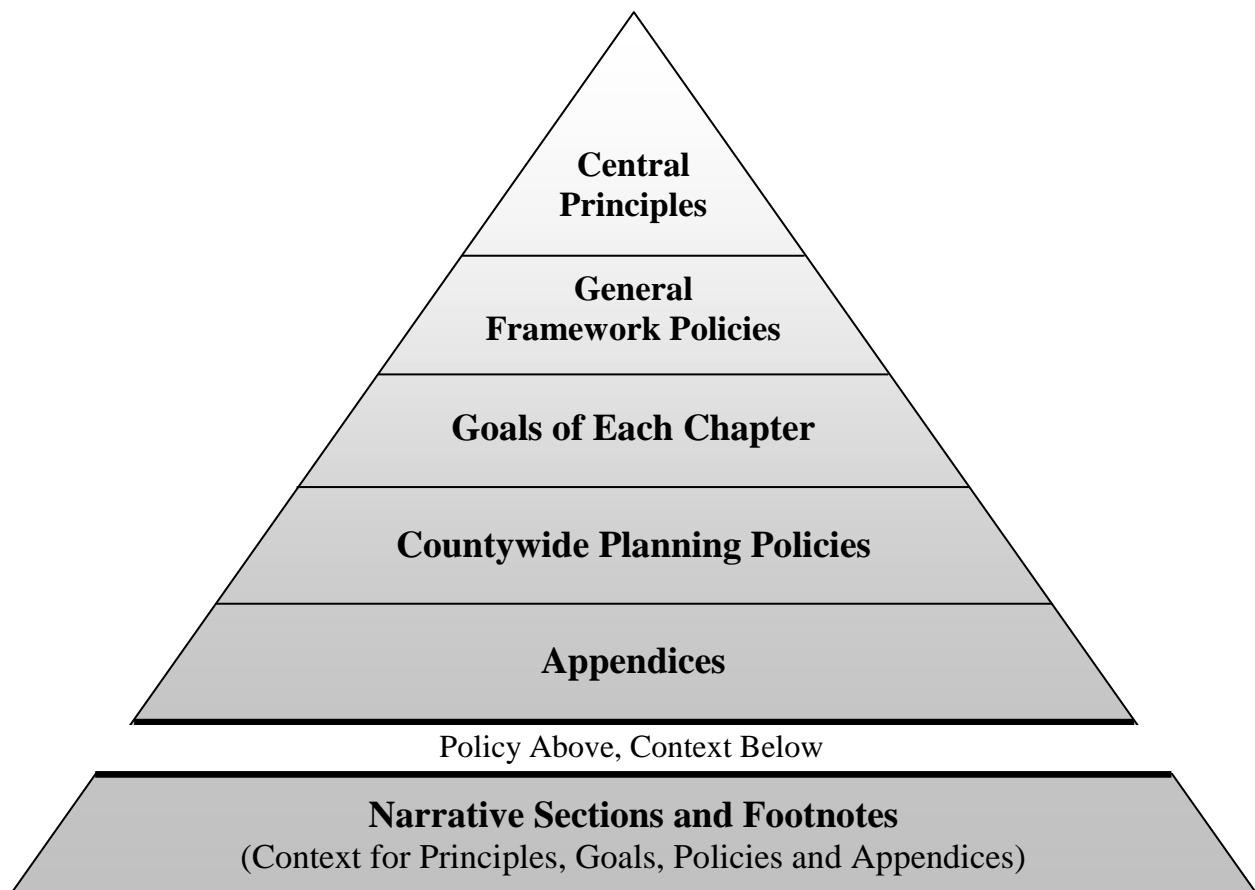 Central
Principles
General
Framework Policies
Goals of Each Chapter
Countywide Planning Policies
Appendices
Policy Above, Context Below
Narrative Sections and Footnotes
(Context for Principles, Goals, Policies and Appendices)